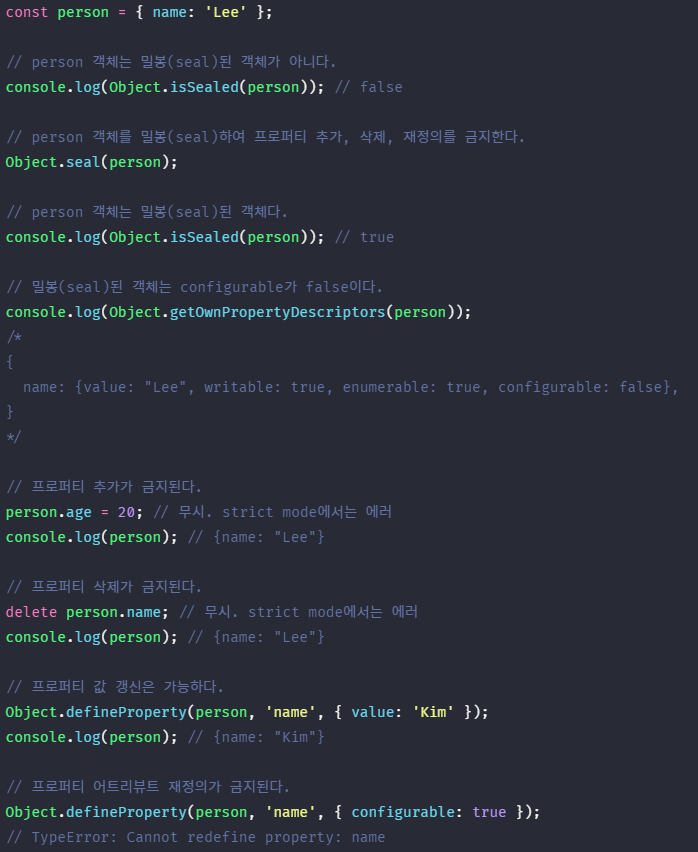 const person = { name: 'Lee' };
// person 객체는 밀봉(seal)된 객체가 아니다.
console.log(Object.isSealed(person)); // false
// person 객체를 밀봉(seal)하여 프로퍼티 추가, 삭제, 재정의를 금지한다.
Object.seal(person);
// person 객체는 밀봉(seal)된 객체다.
console.log(Object.isSealed(person)); // true
// 밀봉(seal)된 객체는 configurable가 false이다.
console.log(Object.getOwnPropertyDescriptors(person));
/*
{
  name: {value: "Lee", writable: true, enumerable: true, configurable: false},
}
*/
// 프로퍼티 추가가 금지된다.
person.age = 20; // 무시. strict mode에서는 에러
console.log(person); // {name: "Lee"}
// 프로퍼티 삭제가 금지된다.
delete person.name; // 무시. strict mode에서는 에러
console.log(person); // {name: "Lee"}
// 프로퍼티 값 갱신은 가능하다.
Object.defineProperty(person, 'name', { value: 'Kim' });
console.log(person); // {name: "Kim"}
// 프로퍼티 어트리뷰트 재정의가 금지된다.
Object.defineProperty(person, 'name', { configurable: true });
// TypeError: Cannot redefine property: name